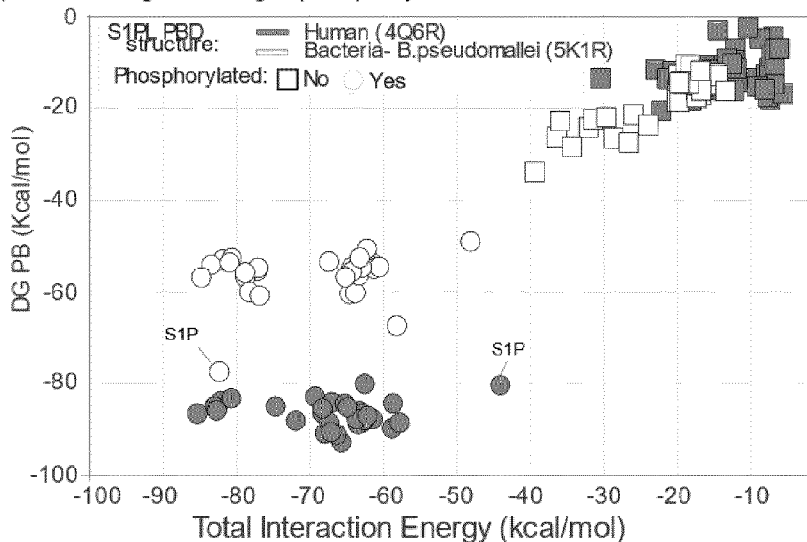 S1PL PBD
structure:
Human (4Q6R)
Bacteria- B.pseudomallei (5K1R)
Phosphorylated: No Yes
DG PB (Kcal/mol)
0
-20
-40
-60
-80
-100
S1P
S1P
-100 -90 -80 -70 -60 -50 -40 -30 -20 -10
Total Interaction Energy (kcal/mol)